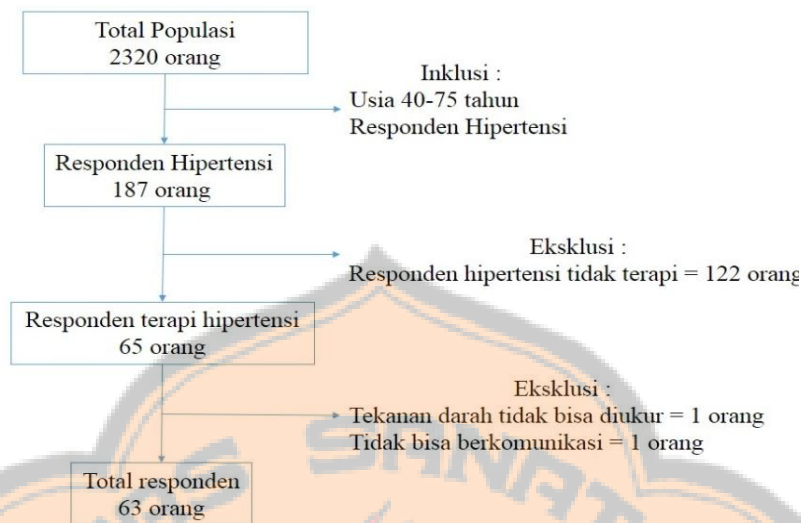 Total Populasi
2320 orang
Inklusi :
Usia 40-75 tahun
Responden Hipertensi
Responden Hipertensi
187 orang
Eksklusi :
Responden hipertensi tidak terapi = 122 orang
Responden terapi hipertensi
65 orang
Eksklusi :
Tekanan darah tidak bisa diukur = 1 orang
Tidak bisa berkomunikasi = 1 orang
Total responden
63 orang